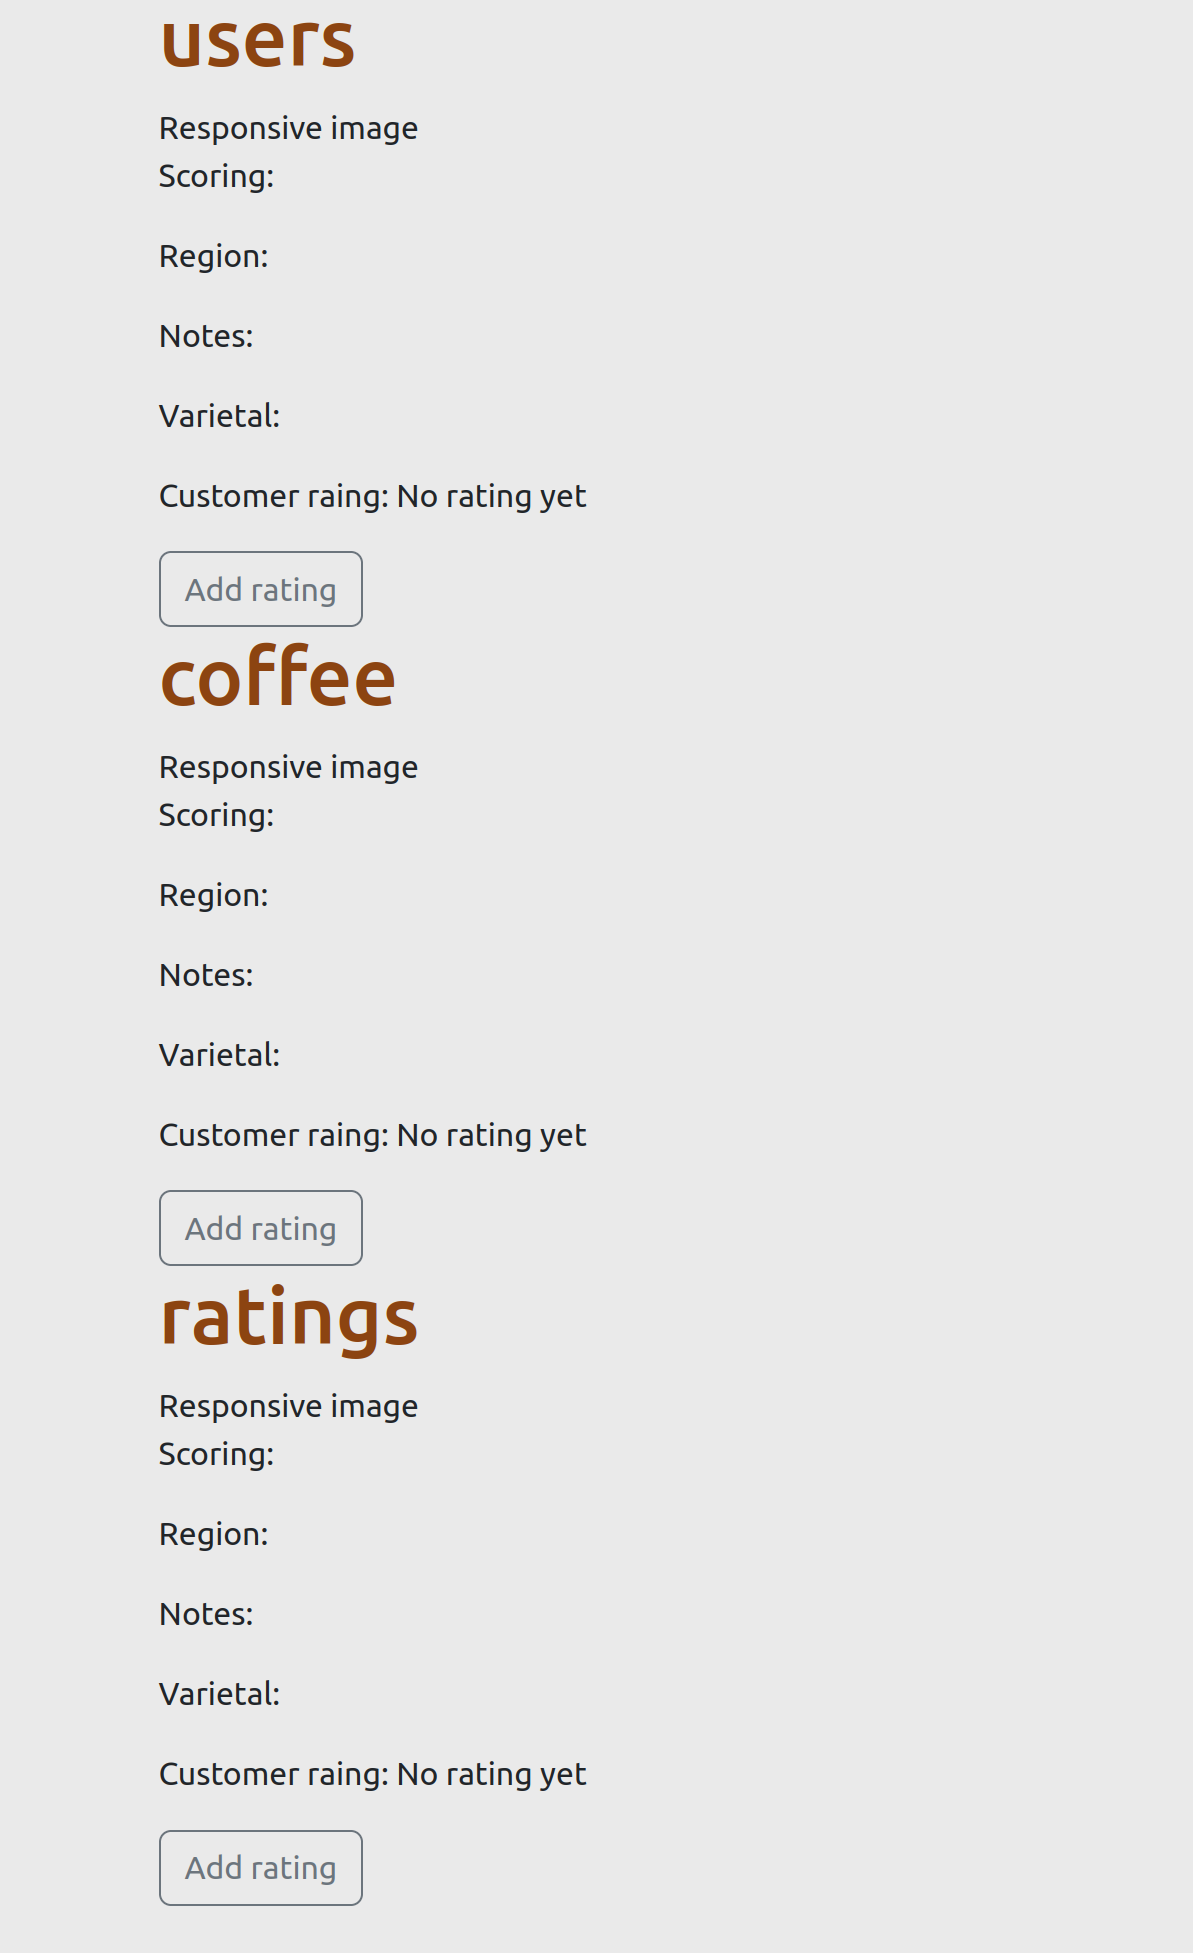 users
Responsive image
Scoring:
Region:
Notes:
Varietal:
Customer raing: No rating yet
Add rating
coffee
Responsive image
Scoring:
Region:
Notes:
Varietal:
Customer raing: No rating yet
Add rating
ratings
Responsive image
Scoring:
Region:
Notes:
Varietal:
Customer raing: No rating yet
Add rating